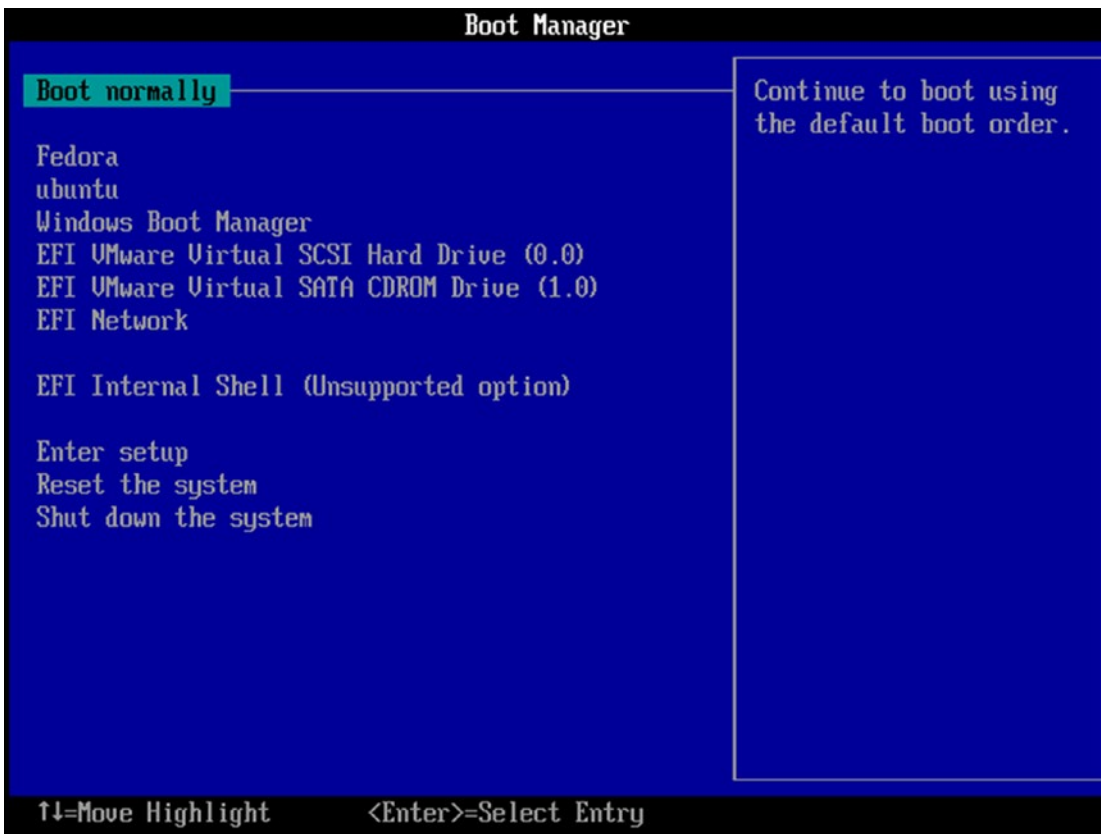 Boot Manager
Boot normally
Continue to boot using
the default boot order.
Fedora
ubuntu
Windows Boot Manager
EFI VMware Virtual SCSI Hard Drive (0.0)
EFI VMware Virtual SATA CDROM Drive (1.0)
EFI Network
EFI Internal Shell (Unsupported option)
Enter setup
Reset the system
Shut down the system
↑↓=Move Highlight <Enter>=Select Entry